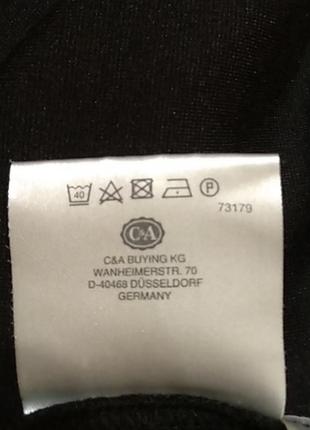 40 P
73179
C&A
C&A BUYING KG
WANHEIMERSTR. 70
D-40468 DÜSSELDORF
GERMANY